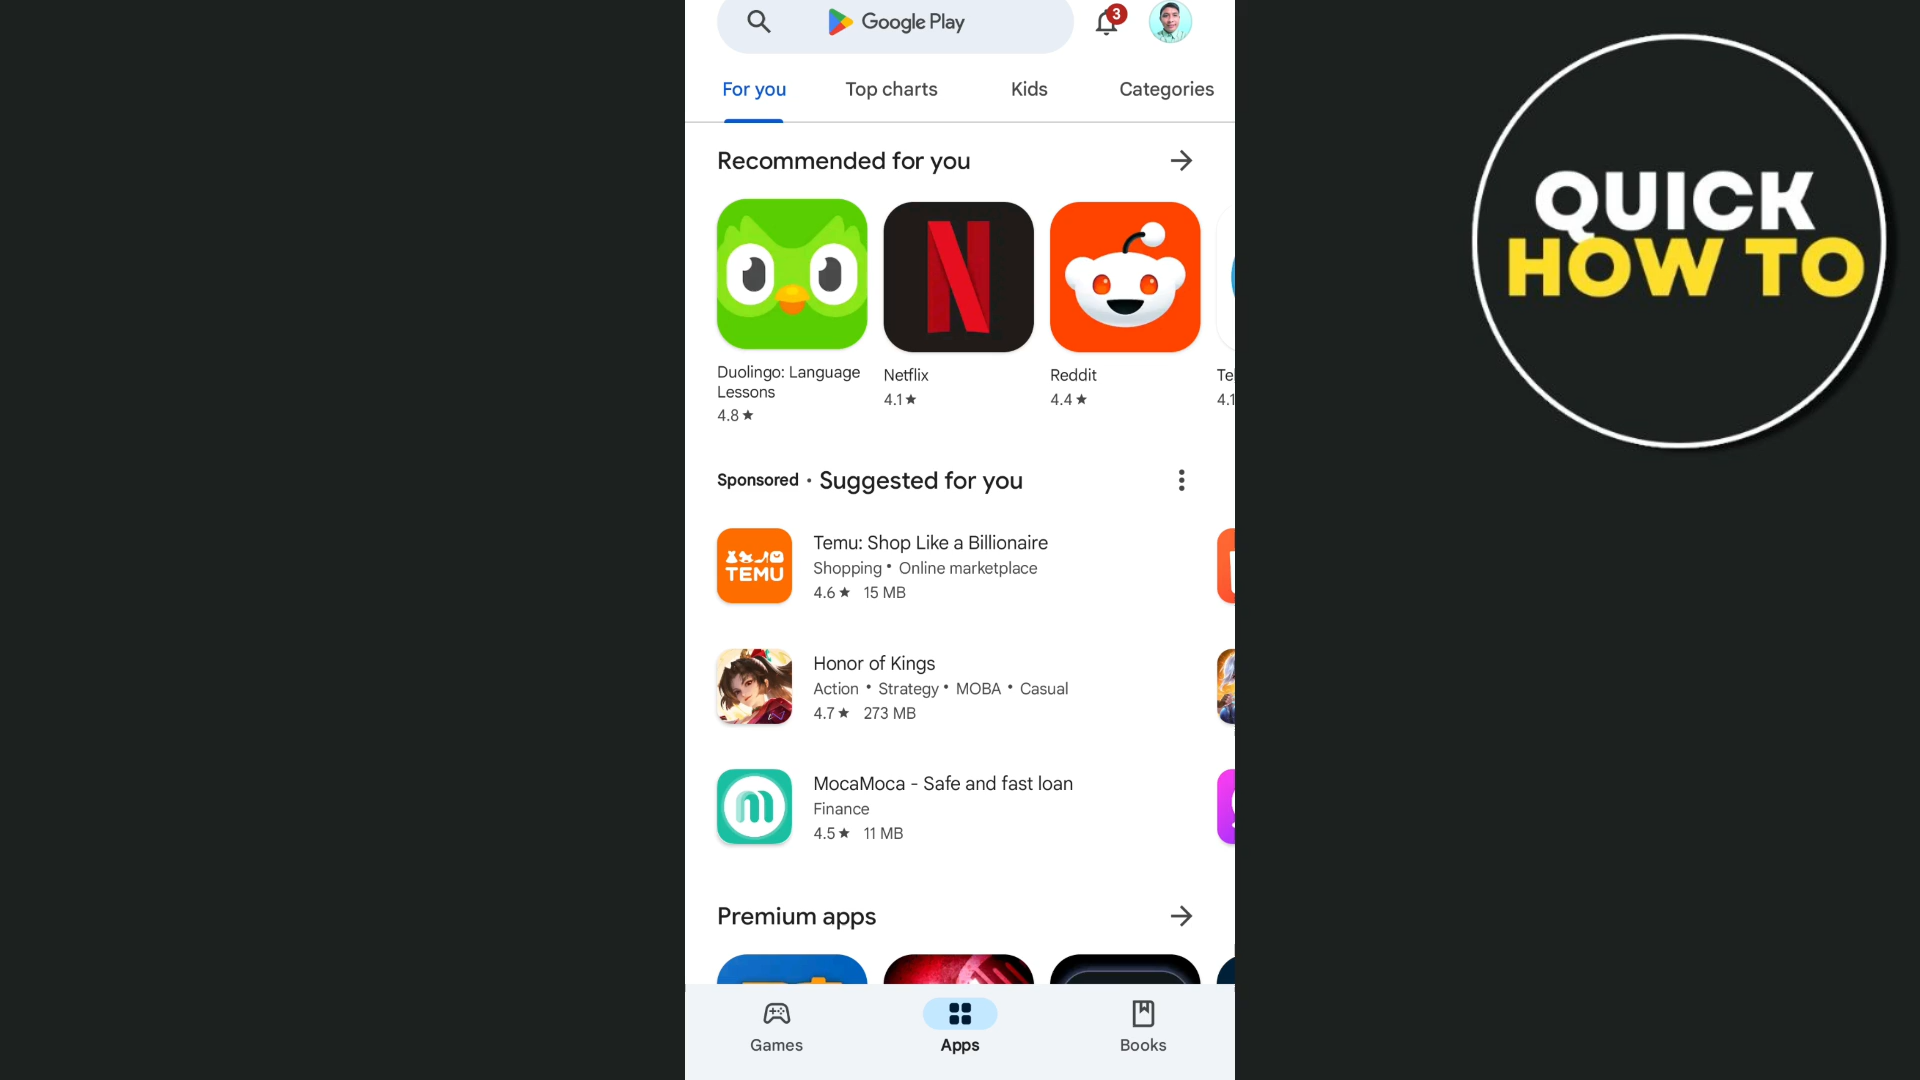 Google Play
3
For you
Top charts
Kids
Categories
Recommended for you
Duolingo: Language
Lessons
4.8 ★
Netflix
4.1 ★
Reddit
4.4 ★
Te
4.1
Sponsored • Suggested for you
TEMU
Temu: Shop Like a Billionaire
Shopping • Online marketplace
4.6 ★ 15 MB
Honor of Kings
Action • Strategy • MOBA • Casual
4.7 ★ 273 MB
MocaMoca - Safe and fast loan
Finance
4.5 ★ 11 MB
Premium apps
Games
Apps
Books
QUICK
HOW TO